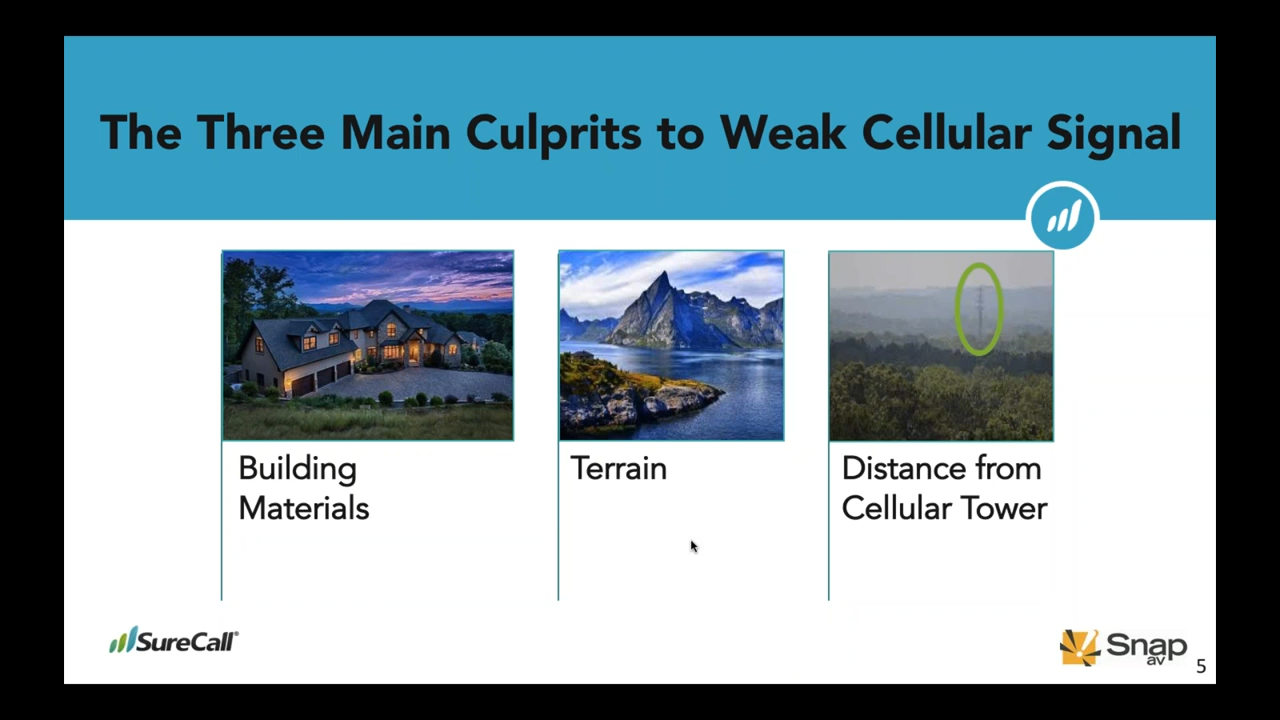 The Three Main Culprits to Weak Cellular Signal
Building
Materials
Terrain
Distance from
Cellular Tower
SureCall®
Snap
av
5